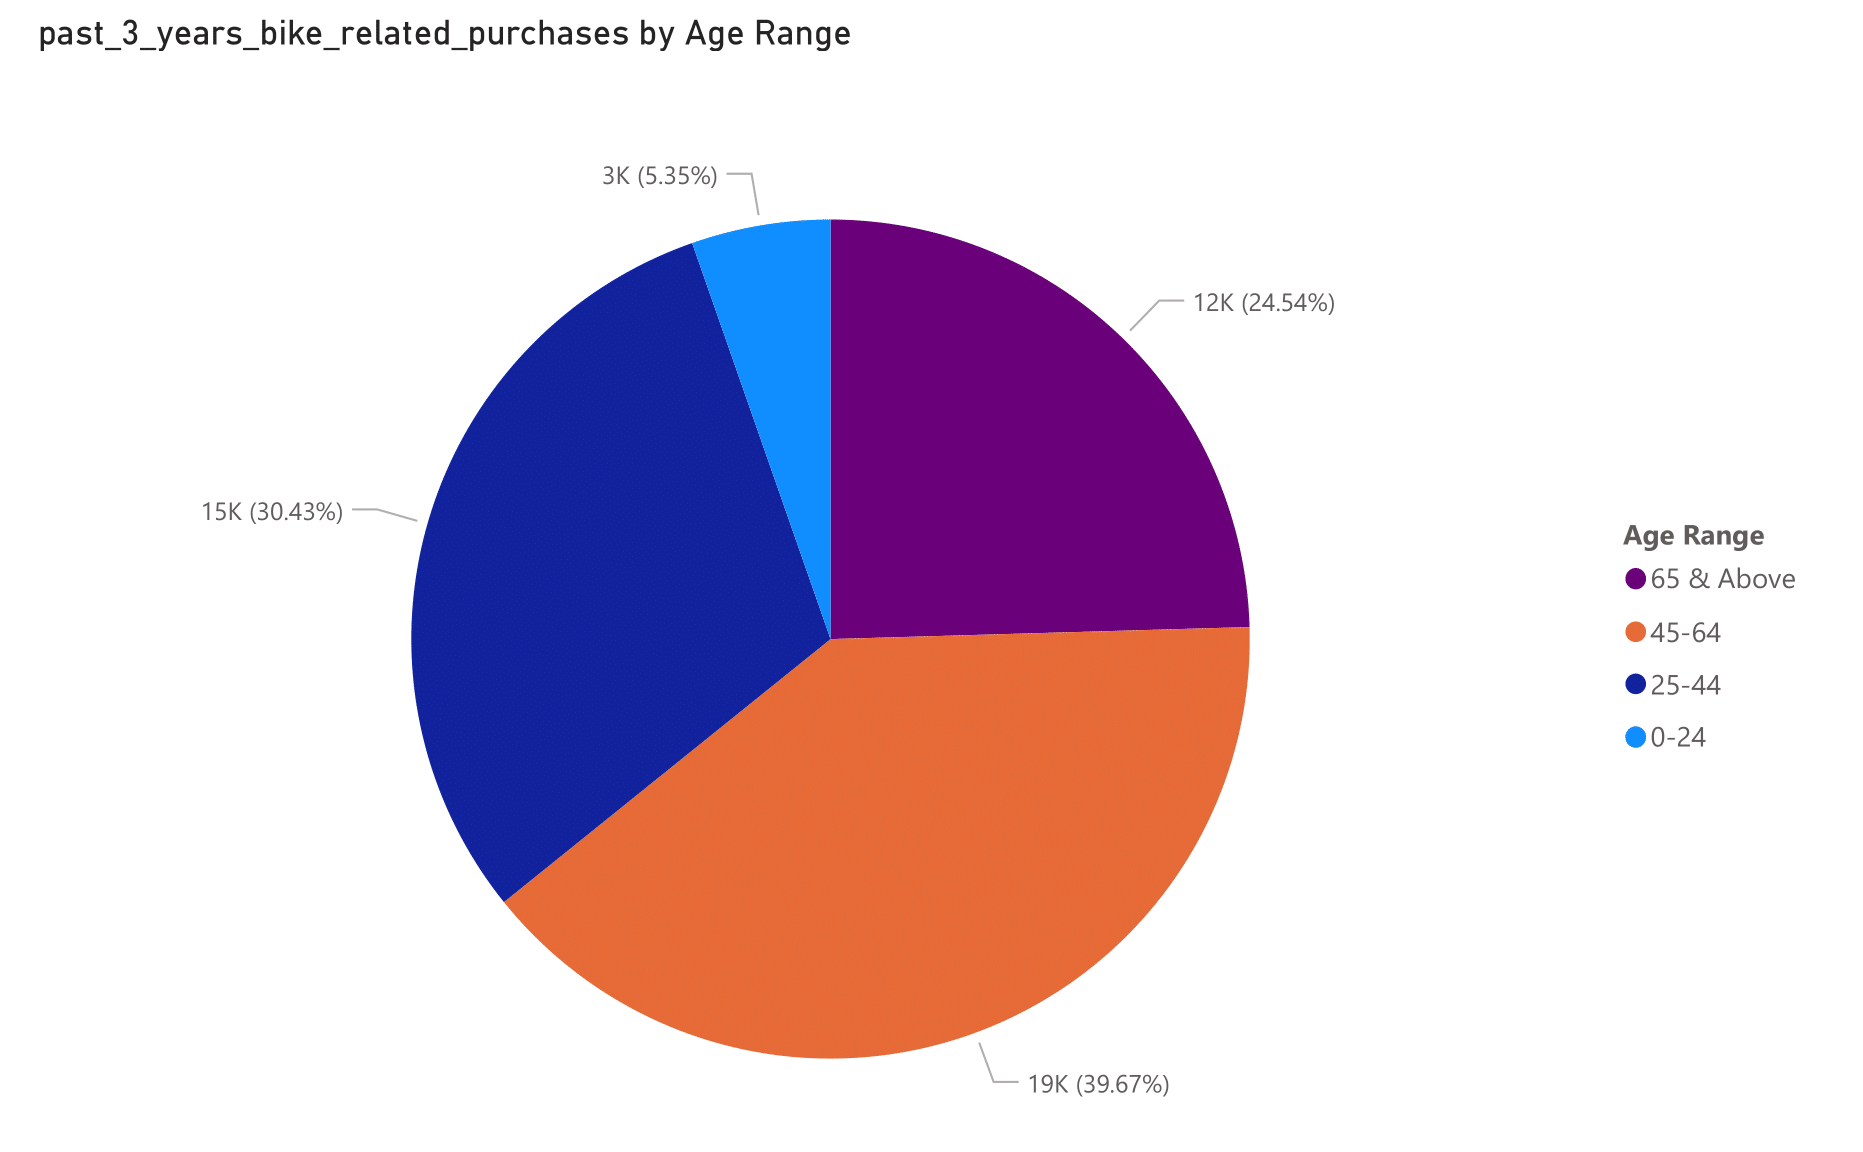 past_3_years_bike_related_purchases by Age Range
3K (5.35%)
12K (24.54%)
15K (30.43%)
19K (39.67%)
Age Range
65 & Above
45-64
25-44
0-24